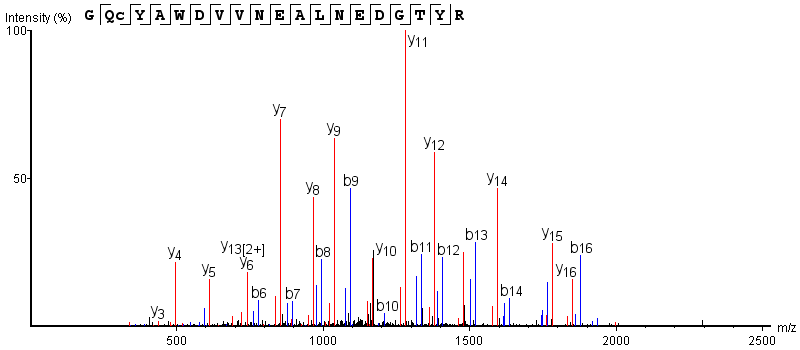 Intensity (%) G Q c Y A W D V V N E A L N E D G T Y R
100
y11
y7
y9
y12
y8
b9
y14
50
y4
y5
y13[2+]
y6
b8
y10
b11
b12
b13
y15
y16
b16
b6
b7
b10
b14
y3
500 1000 1500 2000 2500 m/z